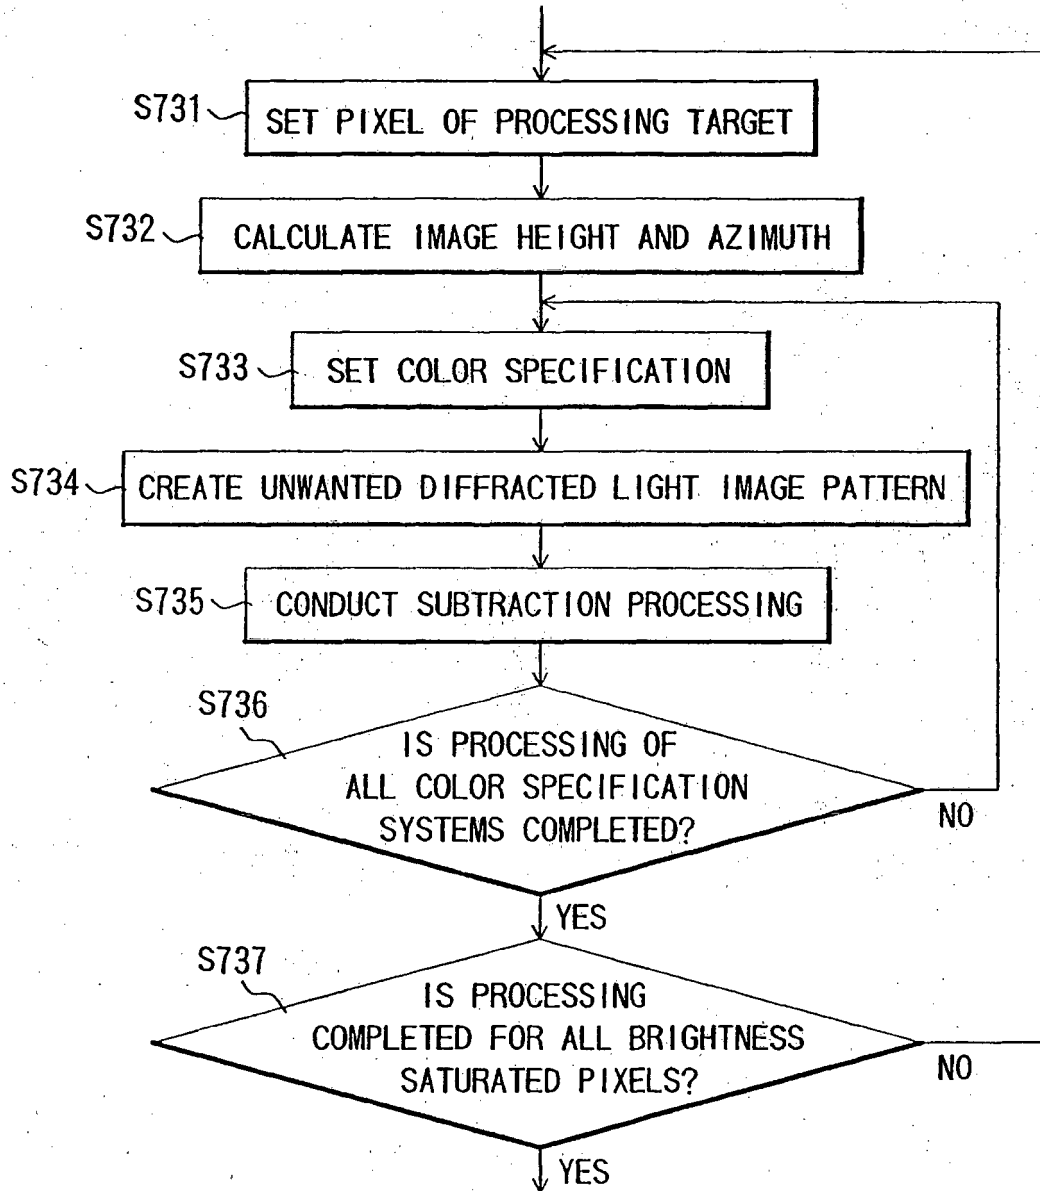 S731
SET PIXEL OF PROCESSING TARGET
S732
CALCULATE IMAGE HEIGHT AND AZIMUTH
S733
SET COLOR SPECIFICATION
S734
CREATE UNWANTED DIFFRACTED LIGHT IMAGE PATTERN
S735
CONDUCT SUBTRACTION PROCESSING
S736
IS PROCESSING OF
ALL COLOR SPECIFICATION
SYSTEMS COMPLETED?
NO
YES
S737
IS PROCESSING
COMPLETED FOR ALL BRIGHTNESS
SATURATED PIXELS?
NO
YES